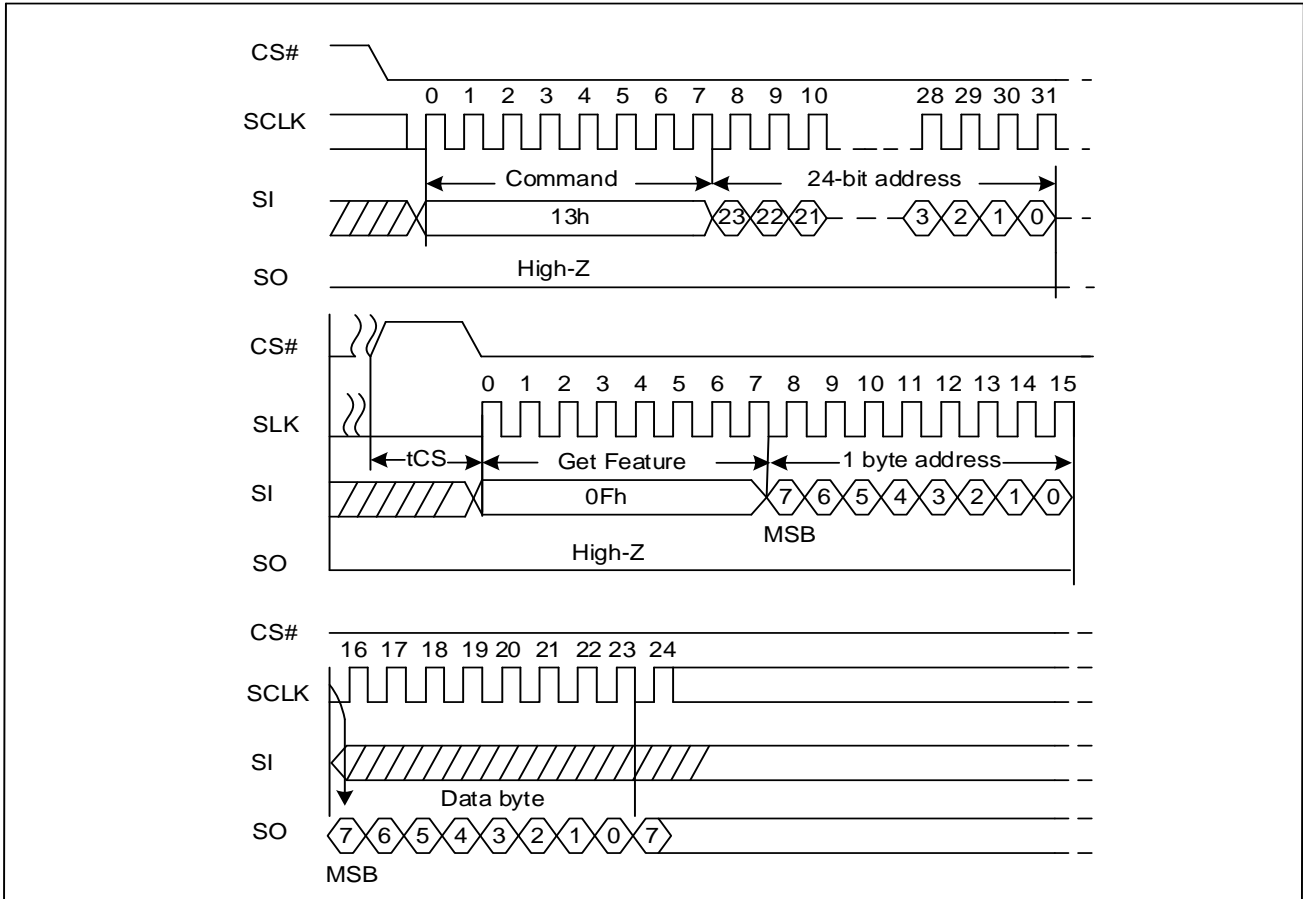 CS#
0 1 2 3 4 5 6 7 8 9 10 28 29 30 31
SCLK
Command 24-bit address
SI
13h 23 22 21 3 2 1 0
High-Z
SO
CS#
0 1 2 3 4 5 6 7 8 9 10 11 12 13 14 15
SLK
tCS Get Feature 1 byte address
SI
0Fh 7 6 5 4 3 2 1 0
MSB
High-Z
SO
CS#
16 17 18 19 20 21 22 23 24
SCLK
SI
Data byte
SO 7 6 5 4 3 2 1 0 7
MSB